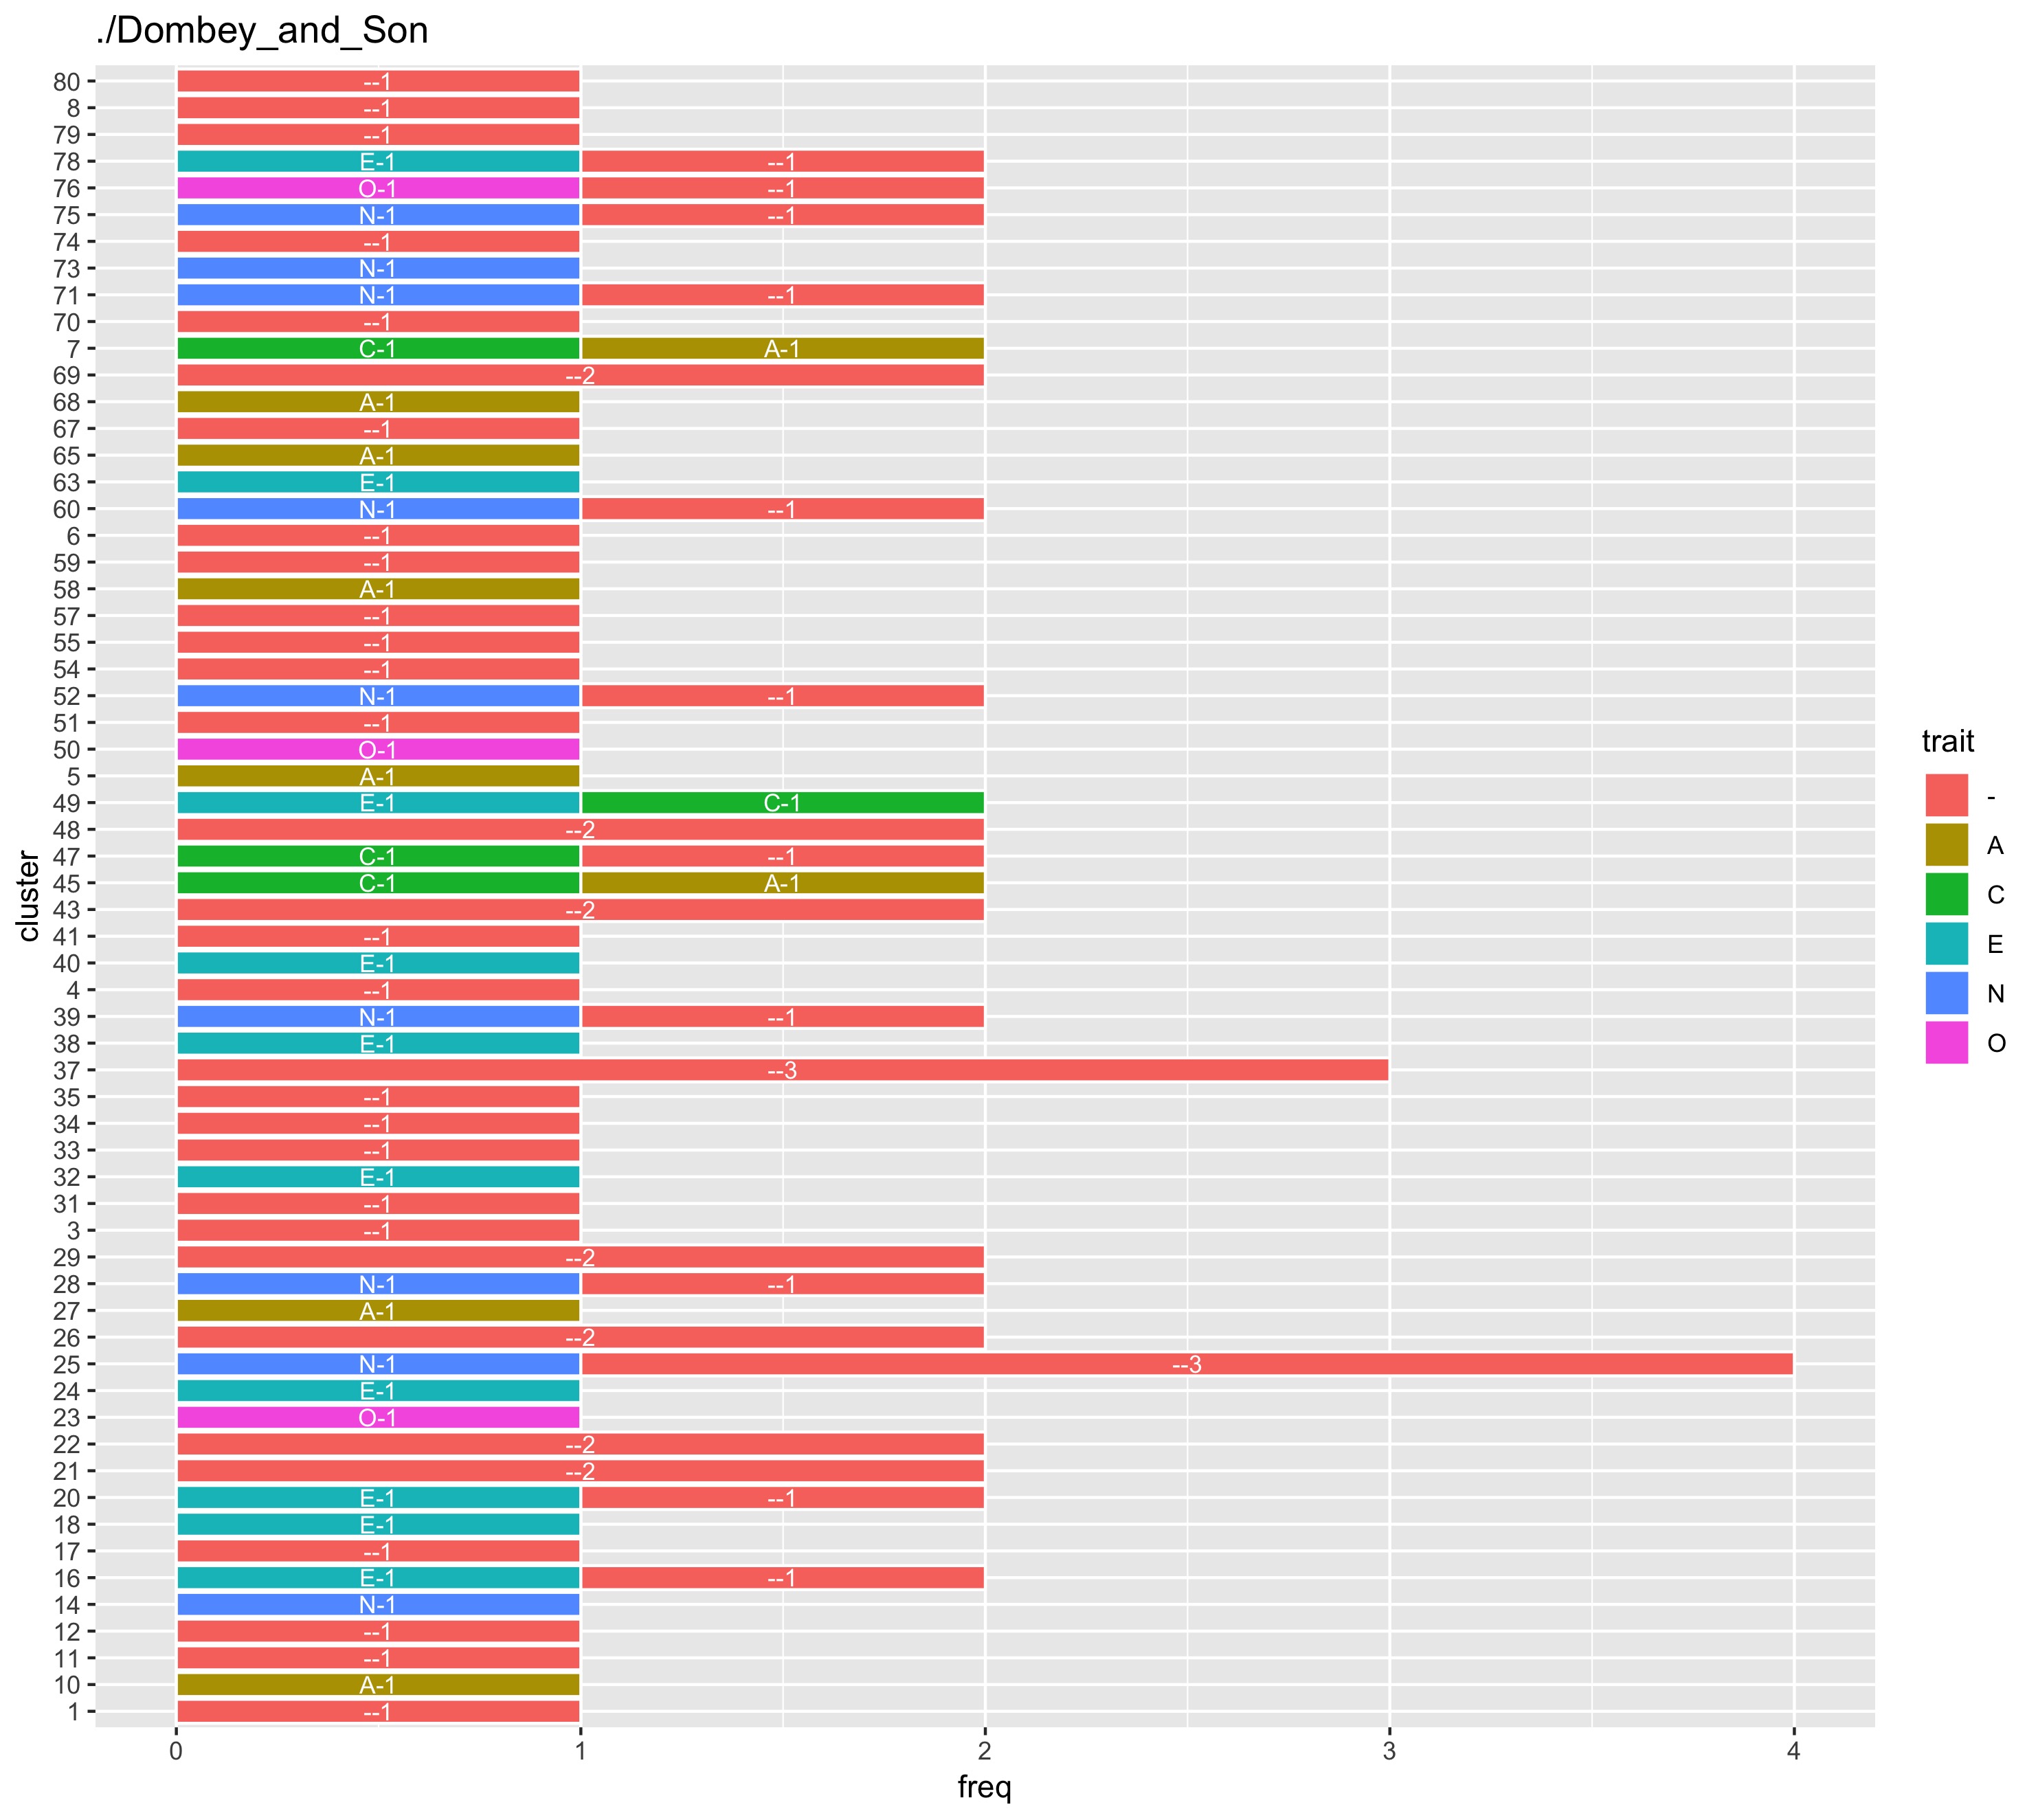 ./Dombey_and_Son
80 --1
8 --1
79 --1
78 E-1 --1
76 O-1 --1
75 N-1 --1
74 --1
73 N-1
71 N-1 --1
70 --1
7 C-1 A-1
69 --2
68 A-1
67 --1
65 A-1
63 E-1
60 N-1 --1
6 --1
59 --1
58 A-1
57 --1
55 --1
54 --1
52 N-1 --1
51 --1
50 O-1
5 A-1
49 E-1 C-1
48 --2
47 C-1 --1
45 C-1 A-1
43 --2
41 --1
40 E-1
4 --1
39 N-1 --1
38 E-1
37 --3
35 --1
34 --1
33 --1
32 E-1
31 --1
3 --1
29 --2
28 N-1 --1
27 A-1
26 --2
25 N-1 --3
24 E-1
23 O-1
22 --2
21 --2
20 E-1 --1
18 E-1
17 --1
16 E-1 --1
14 N-1
12 --1
11 --1
10 A-1
1 --1
0 1 2 3 4
freq
cluster
trait
-
A
C
E
N
O